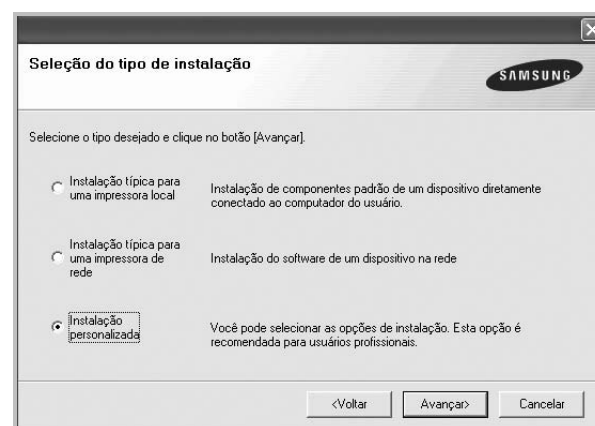 Seleção do tipo de instalação
SAMSUNG
Selecione o tipo desejado e clique no botão [Avançar].
Instalação típica para
uma impressora local
Instalação de componentes padrão de um dispositivo diretamente
conectado ao computador do usuário.
Instalação típica para
uma impressora de
rede
Instalação do software de um dispositivo na rede
Instalação
personalizada
Você pode selecionar as opções de instalação. Esta opção é
recomendada para usuários profissionais.
<Voltar
Avançar>
Cancelar